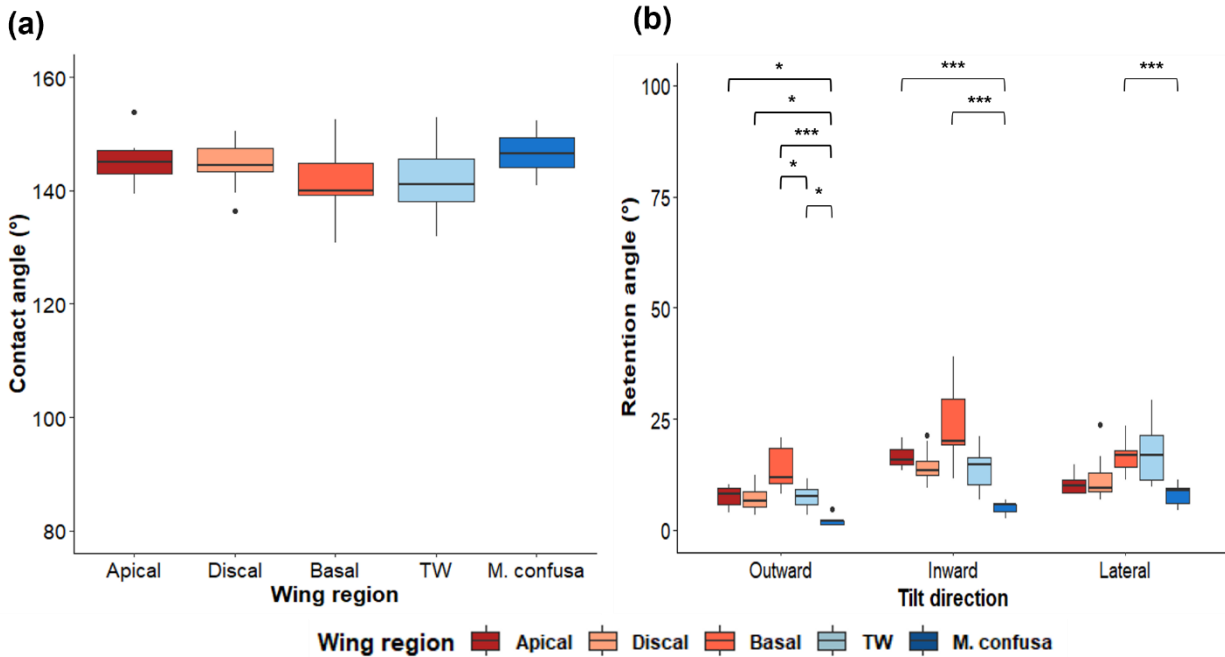 (a)
Contact angle (°)
160
140
120
100
80
Apical Discal Basal TW M. confusa
Wing region
(b)
Retention angle (°)
100
75
50
25
0
* *** ***
* ***
***
*
*
Outward Inward Lateral
Tilt direction
Wing region Apical Discal Basal TW M. confusa